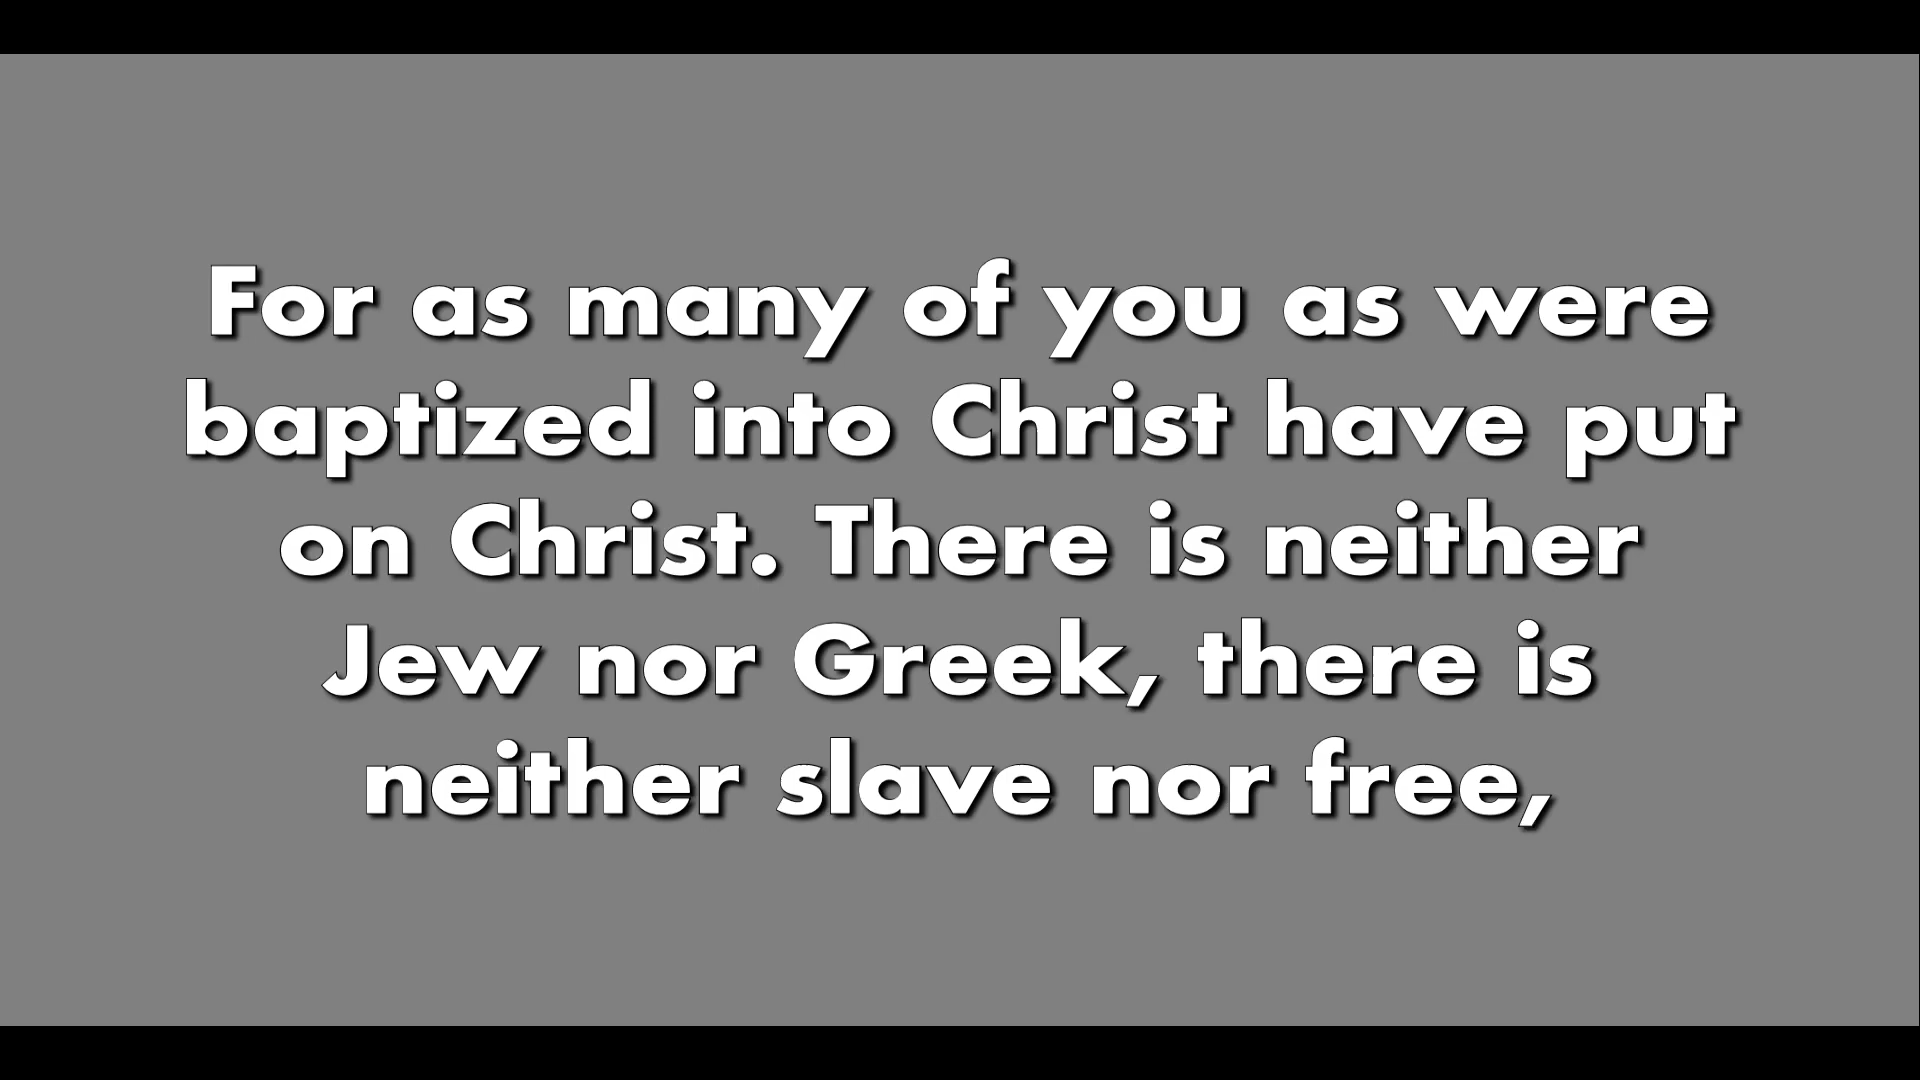 For as many of you as were
baptized into Christ have put
on Christ. There is neither
Jew nor Greek, there is
neither slave nor free,